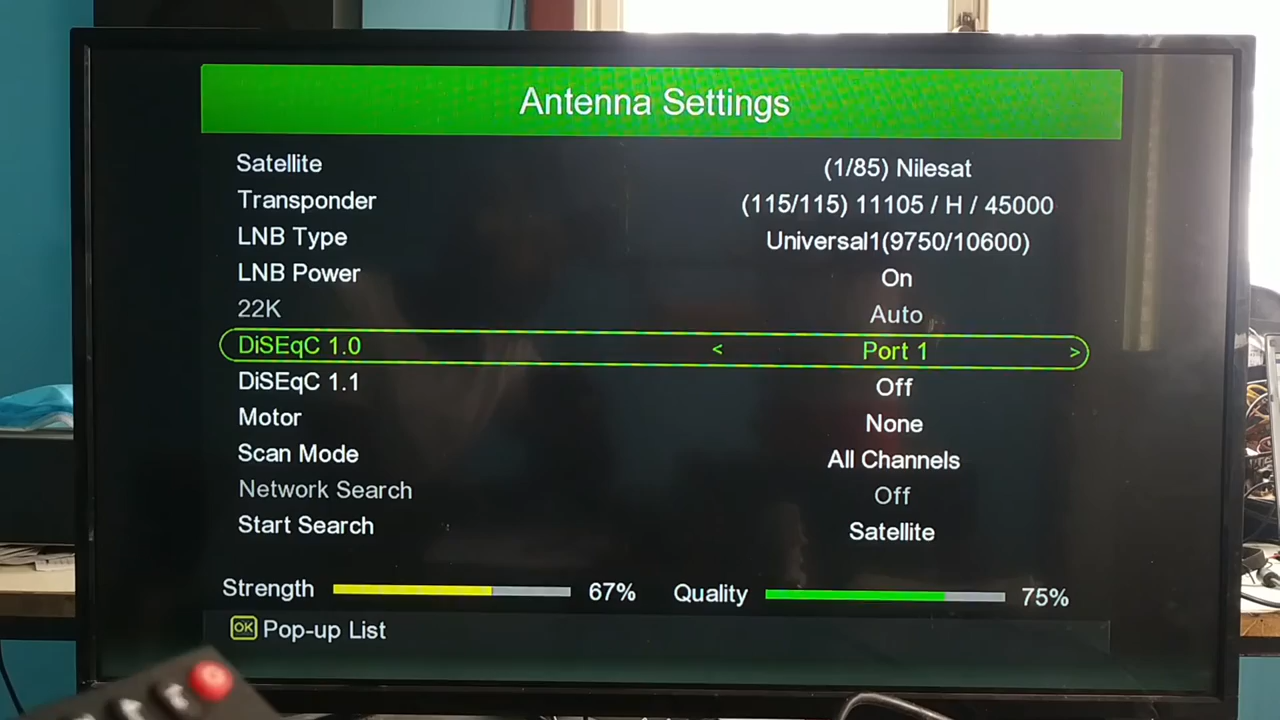 Antenna Settings
Satellite (1/85) Nilesat
Transponder (115/115) 11105 / H / 45000
LNB Type Universal1(9750/10600)
LNB Power On
22K Auto
DiSEqC 1.0 < Port 1 >
DiSEqC 1.1 Off
Motor None
Scan Mode All Channels
Network Search Off
Start Search Satellite
Strength 67% Quality 75%
OK Pop-up List